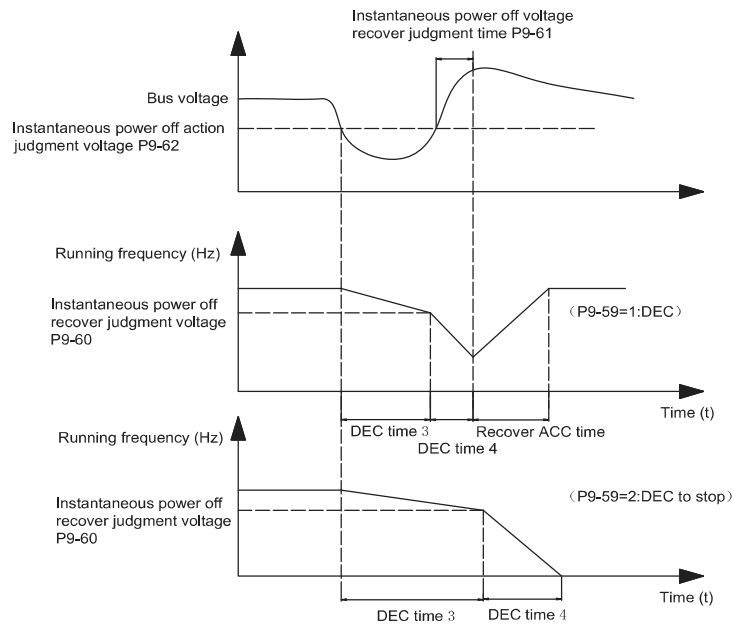 Instantaneous power off voltage
recover judgment time P9-61
Bus voltage
Instantaneous power off action
judgment voltage P9-62
Running frequency (Hz)
Instantaneous power off
recover judgment voltage
P9-60
(P9-59=1:DEC)
Time (t)
DEC time 3
DEC time 4
Recover ACC time
Running frequency (Hz)
Instantaneous power off
recover judgment voltage
P9-60
(P9-59=2:DEC to stop)
Time (t)
DEC time 3
DEC time 4